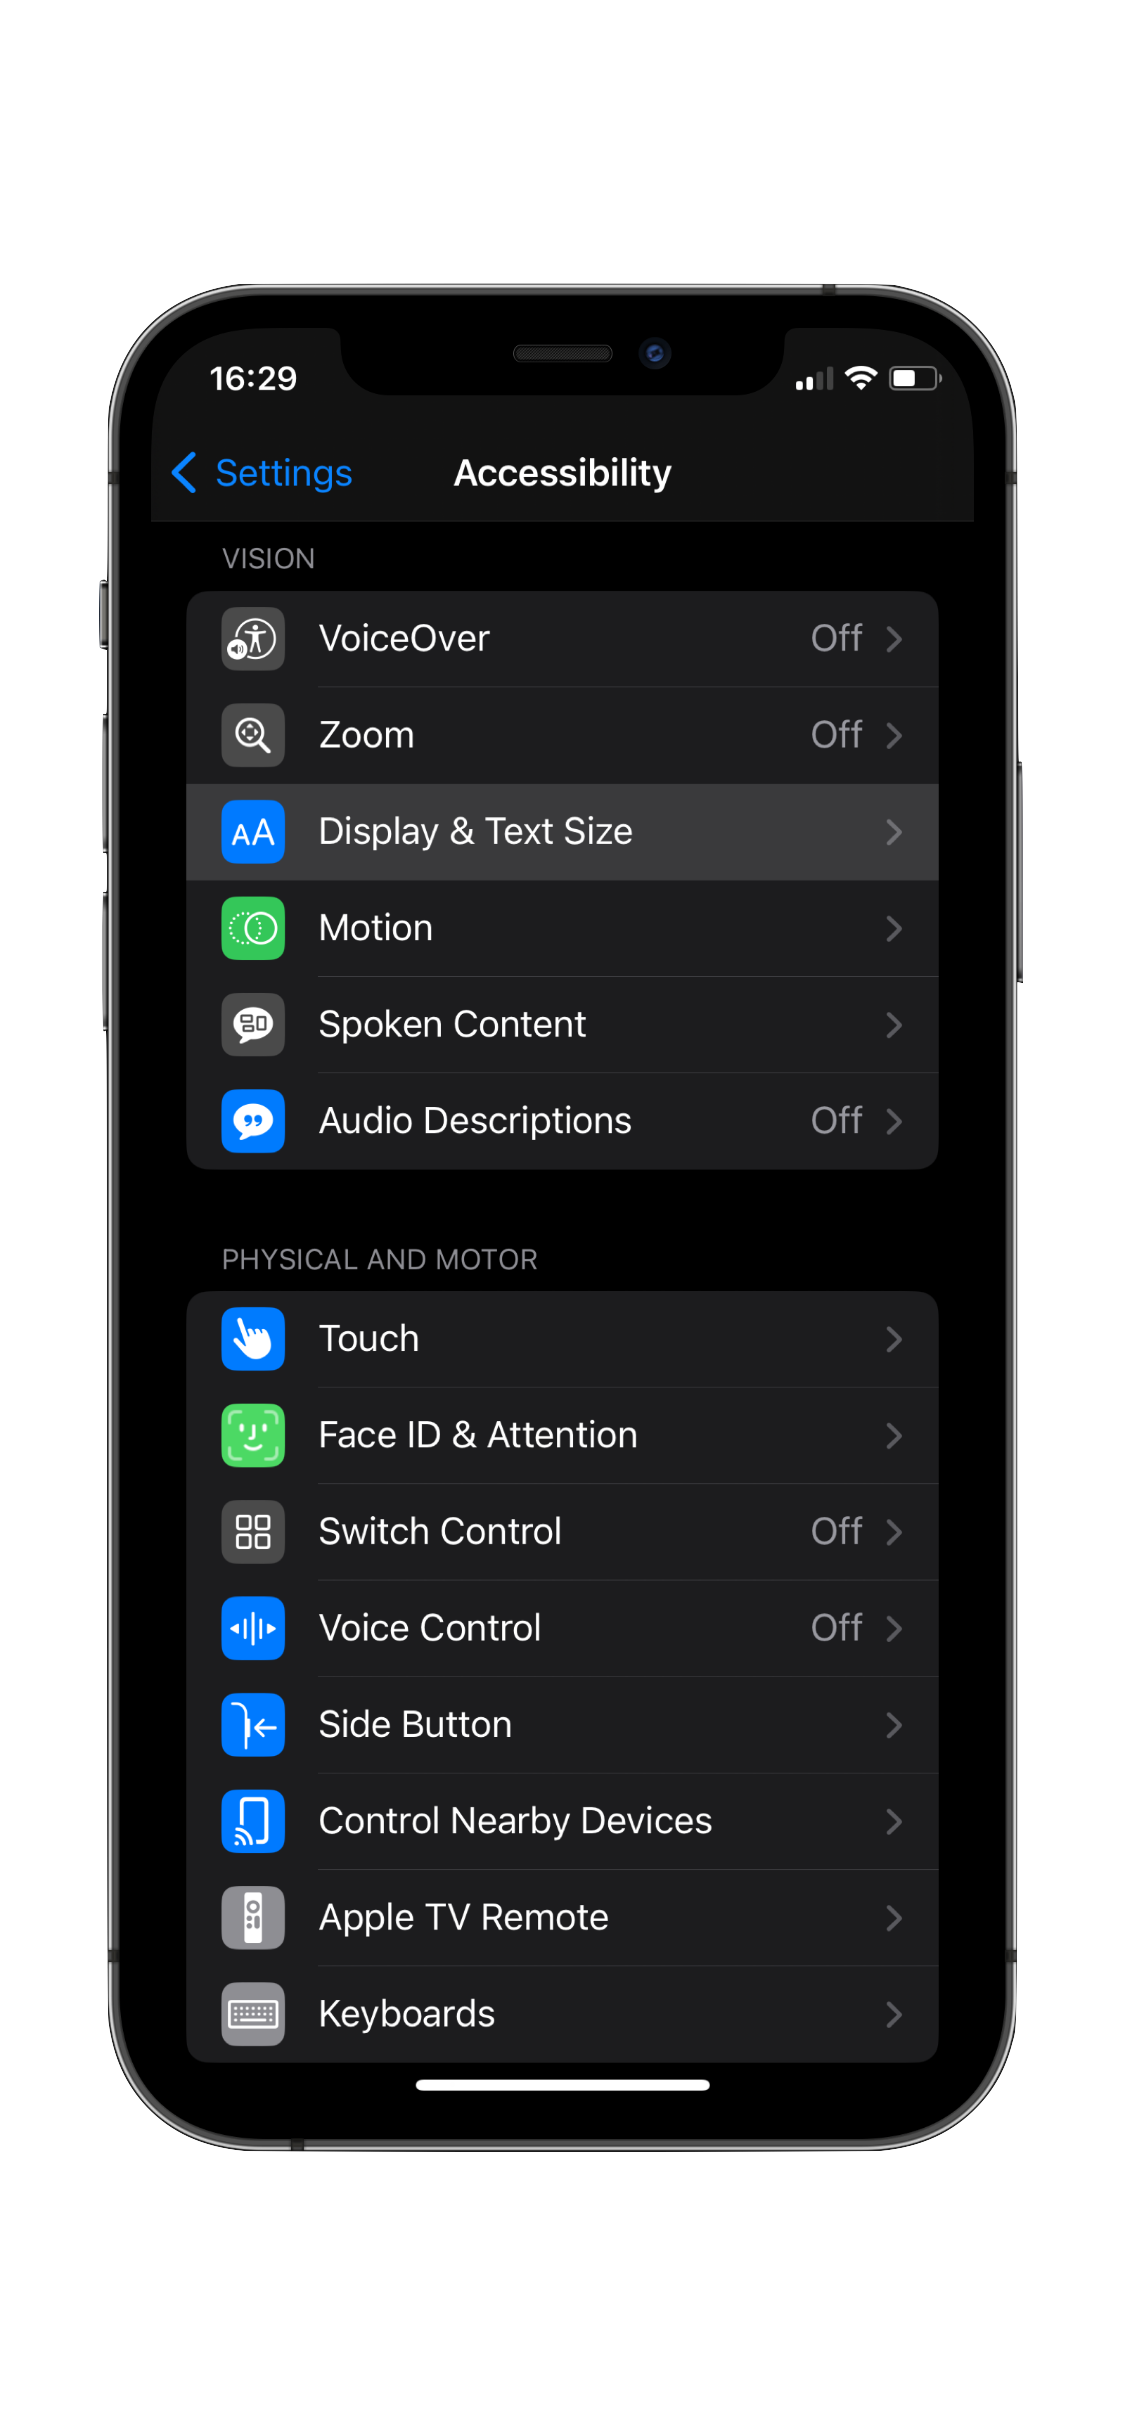 16:29
Settings
Accessibility
VISION
VoiceOver Off
Zoom Off
AA Display & Text Size
Motion
Spoken Content
Audio Descriptions Off
PHYSICAL AND MOTOR
Touch
Face ID & Attention
Switch Control Off
Voice Control Off
Side Button
Control Nearby Devices
Apple TV Remote
Keyboards